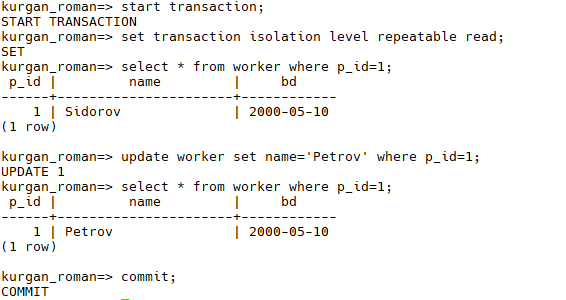 kurgan_roman=> start transaction;
START TRANSACTION
kurgan_roman=> set transaction isolation level repeatable read;
SET
kurgan_roman=> select * from worker where p_id=1;
 p_id |         name         |     bd
------+----------------------+------------
    1 | Sidorov              | 2000-05-10
(1 row)

kurgan_roman=> update worker set name='Petrov' where p_id=1;
UPDATE 1
kurgan_roman=> select * from worker where p_id=1;
 p_id |         name         |     bd
------+----------------------+------------
    1 | Petrov               | 2000-05-10
(1 row)

kurgan_roman=> commit;
COMMIT